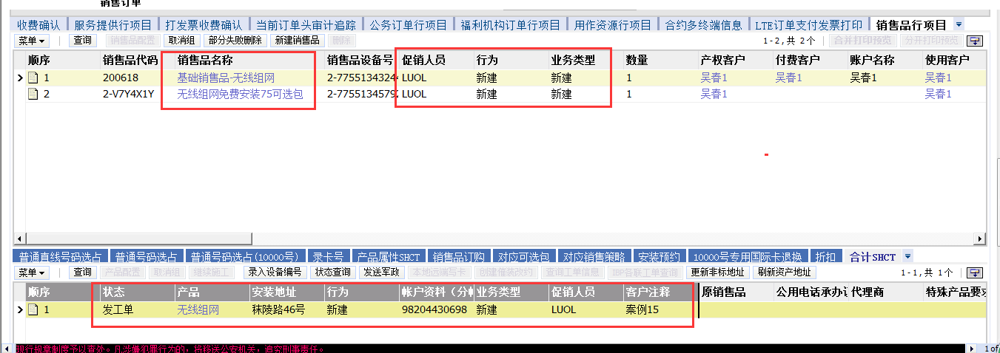 销售订单
收费确认 服务提供行项目 打发票收费确认 当前订单头审计追踪 公务订单行项目 福利机构订单行项目 用作资源行项目 合约多终端信息 LTE订单支付发票打印 销售品行项目
菜单 查询 销售品配置 取消组 部分失败删除 新建销售品 删除 1-2,共 2个 合并打印预览 分开打印预览
顺序 销售品代码 销售品名称 销售品设备号 促销人员 行为 业务类型 数量 产权客户 付费客户 账户名称 使用客户
1 200618 基础销售品-无线组网 2-7755134324 LUOL 新建 新建 1 吴春1 吴春1 吴春1 吴春1
2 2-V7Y4X1Y 无线组网免费安装75可选包 2-7755134579 LUOL 新建 新建 1 吴春1 吴春1
普通直线号码选占 普通号码选占 普通号码选占(10000号) 录卡号 产品属性SHCT 销售品订购 对应可选包 对应销售策略 安装预约 10000号专用国际卡退换 折扣 合计SHCT
菜单 查询 产品配置 取消组 继续施工 录入设备编号 状态查询 发送军政 本地远端写卡 创建催装改约 查询工单信息 IBP各联工单查询 更新非标地址 刷新资产地址 1-1,共 1个
顺序 状态 产品 安装地址 行为 帐户资料（分帐 业务类型 促销人员 客户注释 原销售品 公用电话承办 代理商 特殊产品要求
1 发工单 无线组网 秣陵路46号 新建 98204430698 新建 LUOL 案例15
现行规章制度予以查处。凡涉嫌犯罪行为的，将移送公安机关，追究刑事责任。 1 of